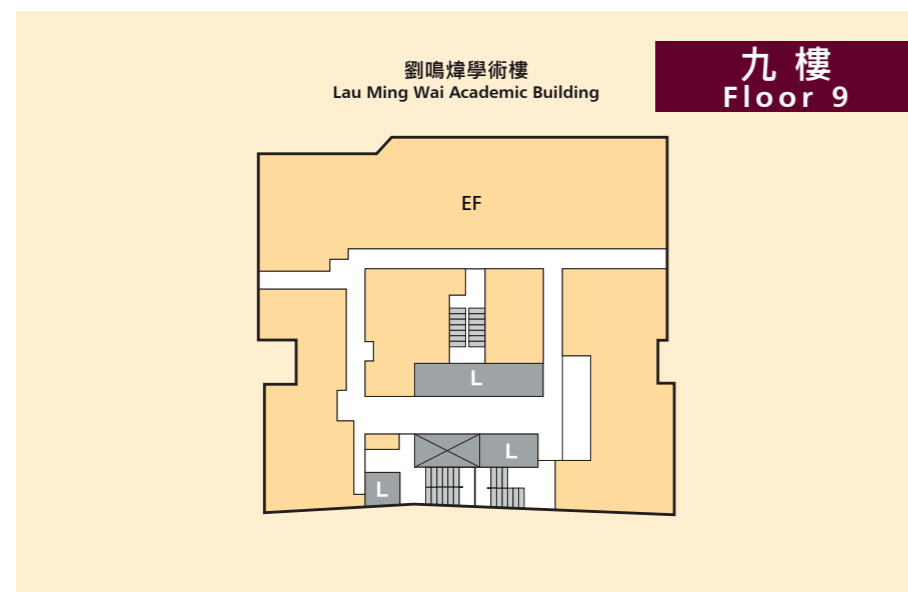 劉鳴煒學術樓
Lau Ming Wai Academic Building
九樓
Floor 9
EF
L
L
L